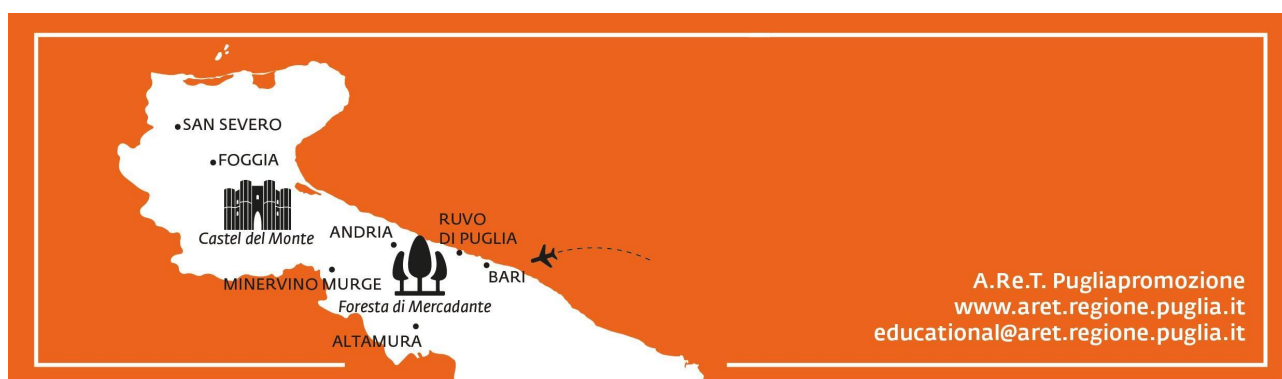 SAN SEVERO
FOGGIA
Castel del Monte
ANDRIA
RUVO
DI PUGLIA
BARI
MINERVINO MURGE
Foresta di Mercadante
ALTAMURA
A.Re.T. Pugliapromozione
www.aret.regione.puglia.it
educational@aret.regione.puglia.it